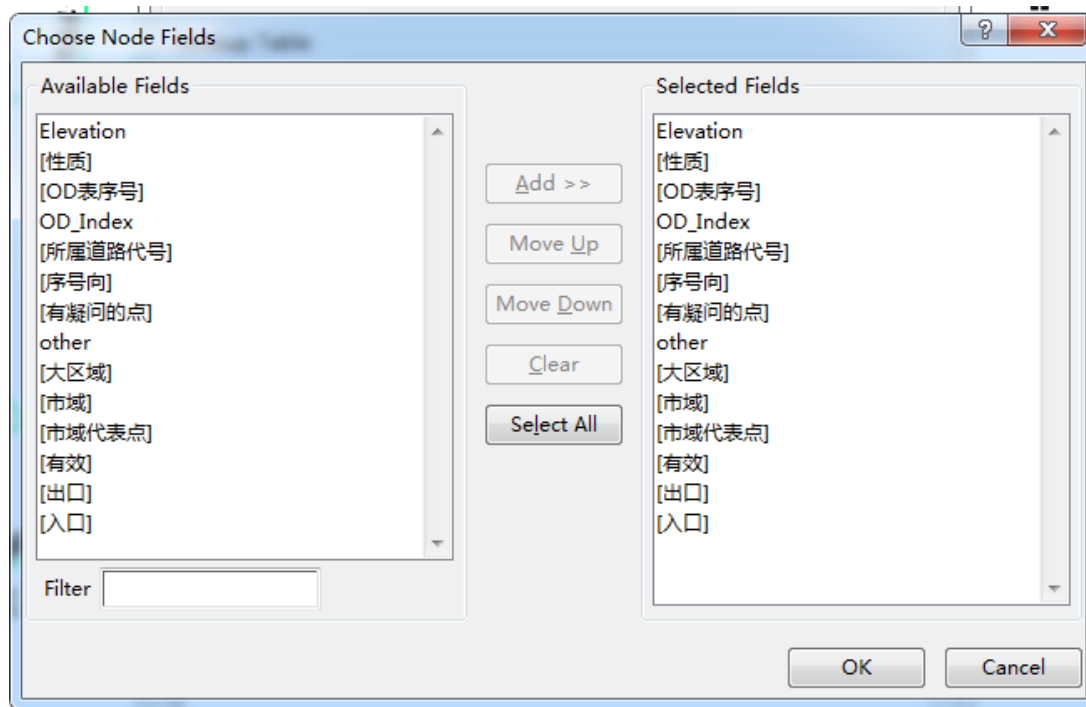 Choose Node Fields
Available Fields
Elevation
[性质]
[OD表序号]
OD_Index
[所属道路代号]
[序号向]
[有凝问的点]
other
[大区域]
[市域]
[市域代表点]
[有效]
[出口]
[入口]
Filter
Add >>
Move Up
Move Down
Clear
Select All
Selected Fields
Elevation
[性质]
[OD表序号]
OD_Index
[所属道路代号]
[序号向]
[有凝问的点]
other
[大区域]
[市域]
[市域代表点]
[有效]
[出口]
[入口]
OK
Cancel